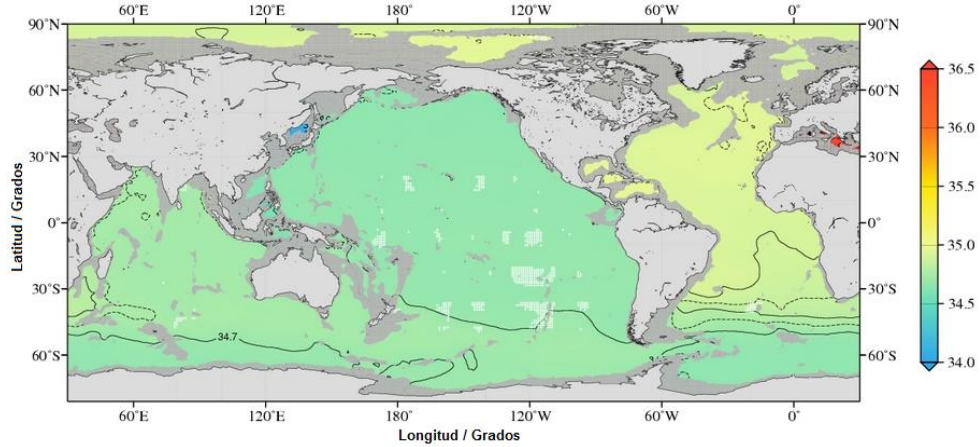 60°E 120°E 180° 120°W 60°W 0°
90°N 90°N
60°N 60°N
30°N 30°N
0° 0°
30°S 30°S
60°S 60°S
34.7
60°E 120°E 180° 120°W 60°W 0°
Longitud / Grados
Latitud / Grados
36.5
36.0
35.5
35.0
34.5
34.0